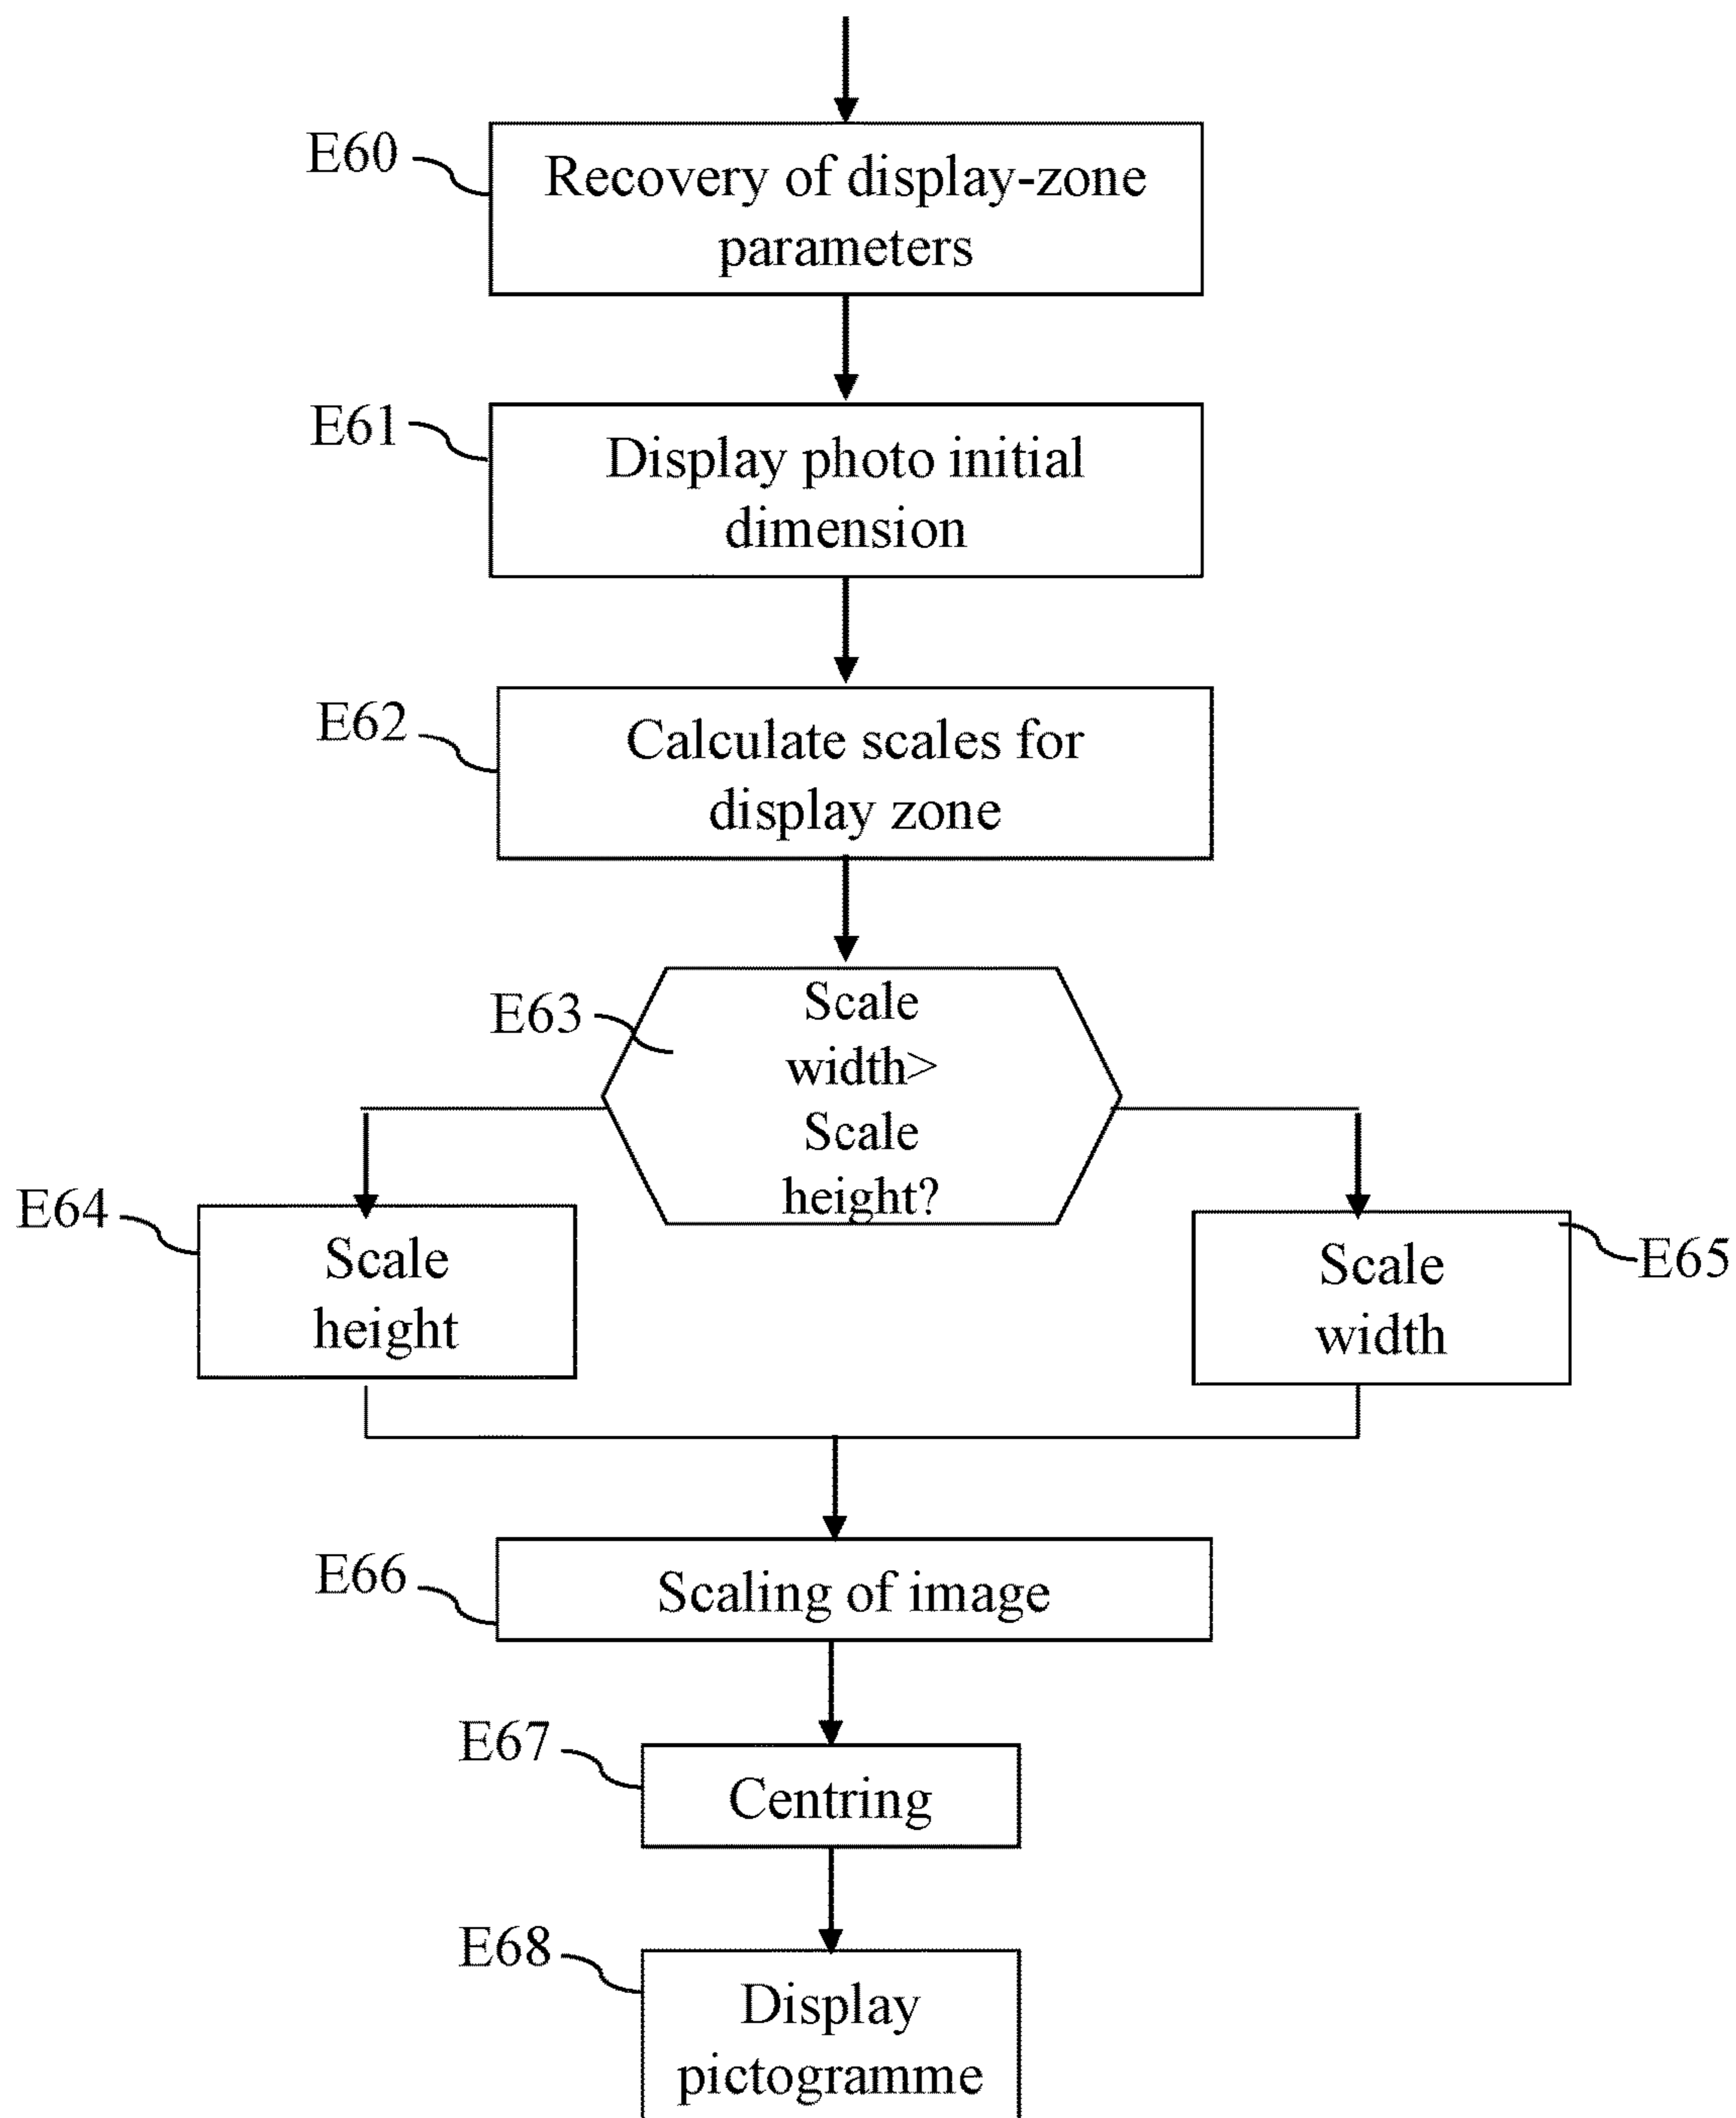 E60
Recovery of display-zone
parameters
E61
Display photo initial
dimension
E62
Calculate scales for
display zone
E63
Scale
width>
Scale
height?
E64
Scale
height
Scale
width
E65
E66
Scaling of image
E67
Centring
E68
Display
pictogramme